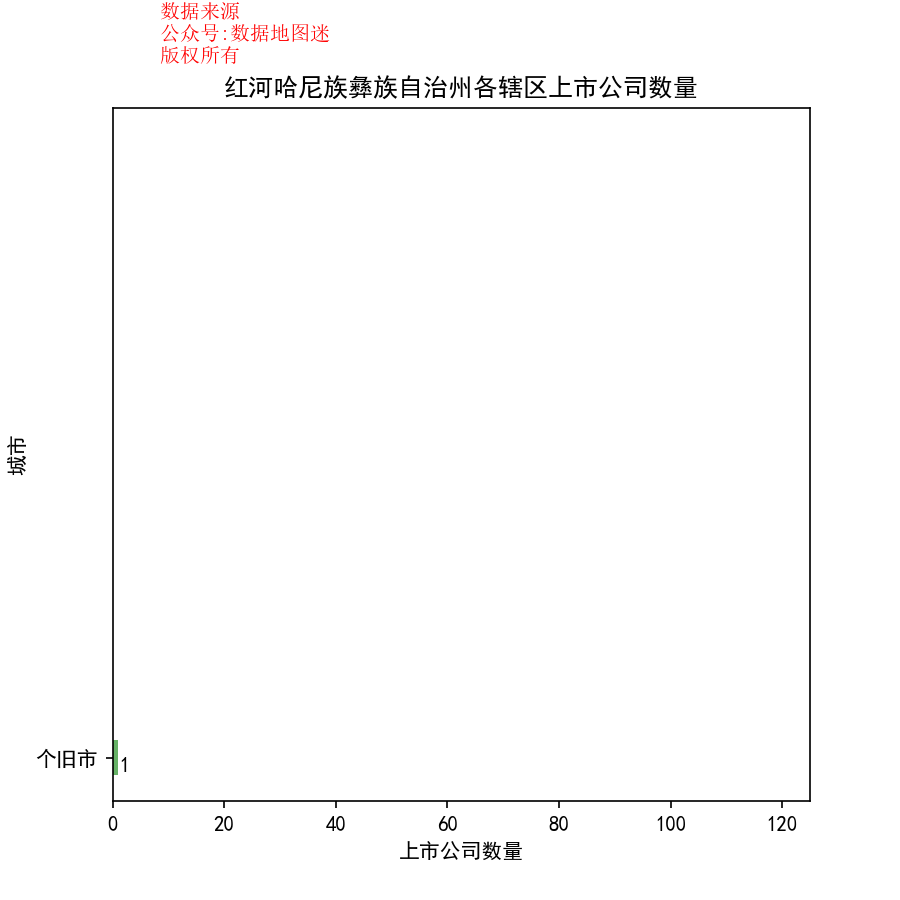 数据来源
公众号:数据地图迷
版权所有
红河哈尼族彝族自治州各辖区上市公司数量
城市
个旧市
1
0 20 40 60 80 100 120
上市公司数量